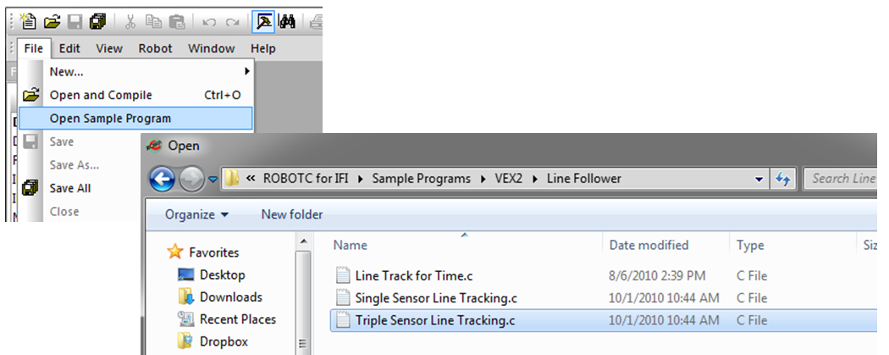 File Edit View Robot Window Help
New...
Open and Compile Ctrl+O
Open Sample Program
Save
Save As...
Save All
Close
Open
« ROBOTC for IFI Sample Programs VEX2 Line Follower
Search Line
Organize New folder
Favorites
Desktop
Downloads
Recent Places
Dropbox
Name Date modified Type Siz
Line Track for Time.c 8/6/2010 2:39 PM C File
Single Sensor Line Tracking.c 10/1/2010 10:44 AM C File
Triple Sensor Line Tracking.c 10/1/2010 10:44 AM C File